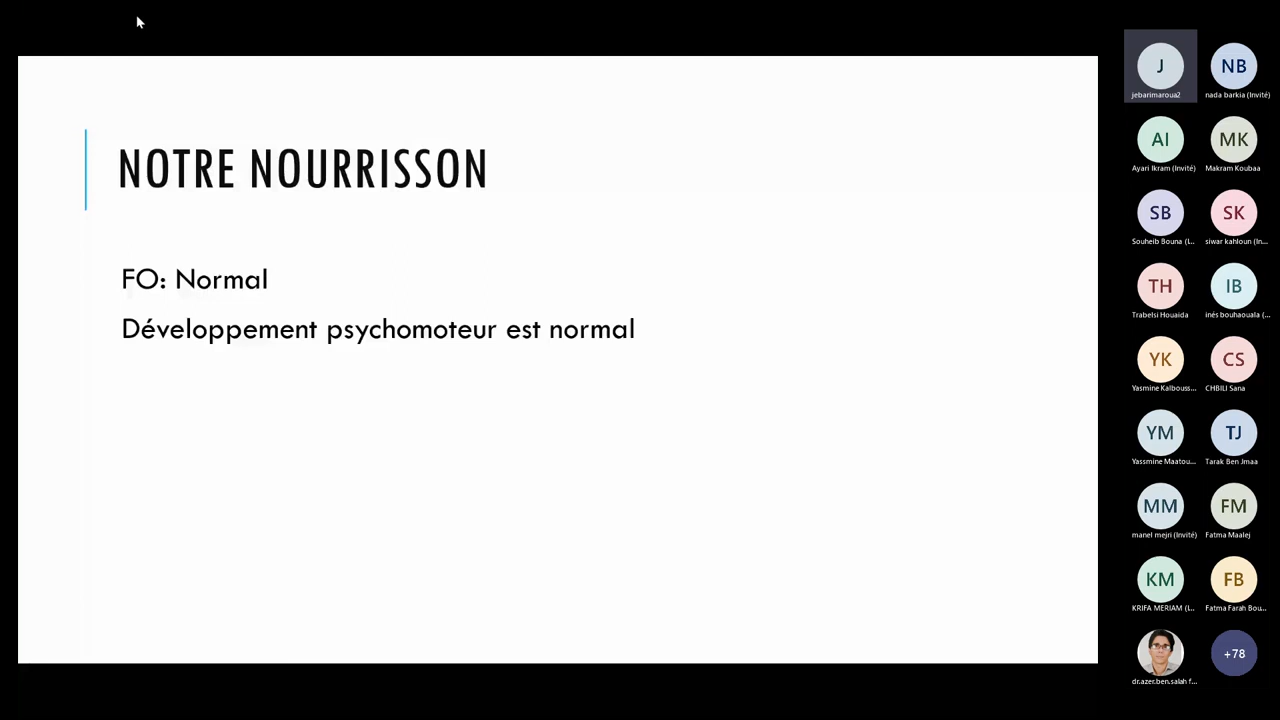 NOTRE NOURRISSON
FO: Normal
Développement psychomoteur est normal
J
jebarimaroua2
NB
nada barkia (Invité)
AI
Ayari Ikram (Invité)
MK
Makram Koubaa
SB
Souheib Bouna (I...
SK
siwar kahloun (In...
TH
Trabelsi Houaida
IB
inés bouhaouala (...
YK
Yasmine Kalbouss...
CS
CHBILI Sana
YM
Yassmine Maatou...
TJ
Tarak Ben Jmaa
MM
manel mejri (Invité)
FM
Fatma Maalej
KM
KRIFA MERIAM (I...
FB
Fatma Farah Bou...
dr.azer.ben.salah f...
+78